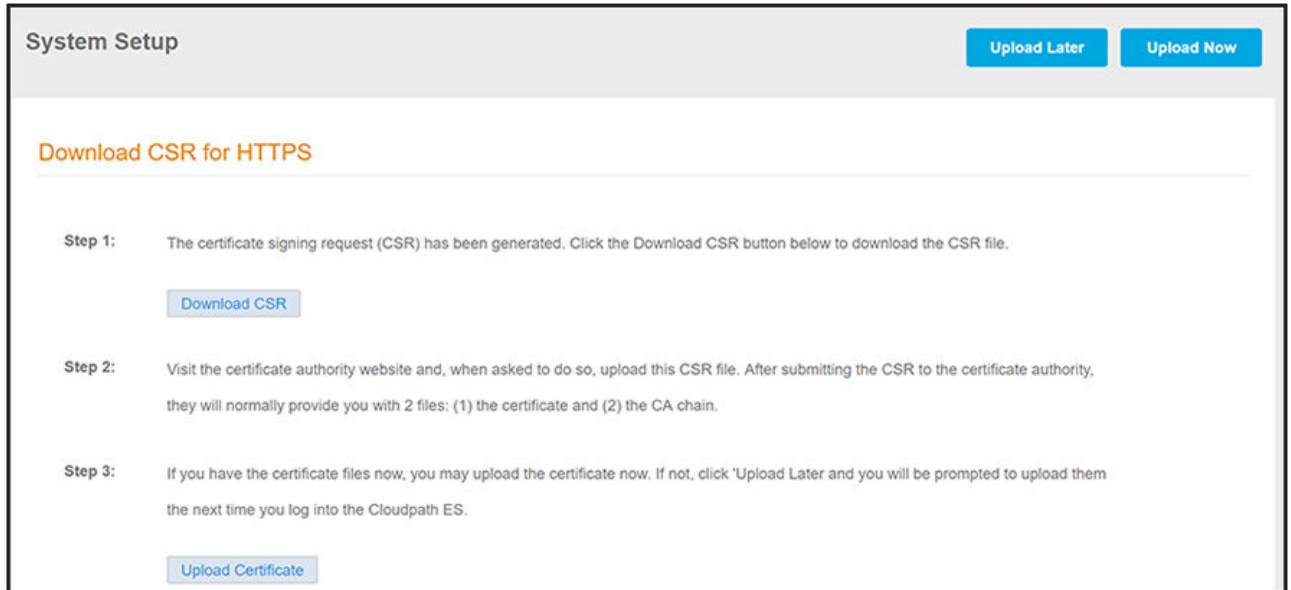 System Setup
Upload Later
Upload Now
Download CSR for HTTPS
Step 1:
The certificate signing request (CSR) has been generated. Click the Download CSR button below to download the CSR file.
Download CSR
Step 2:
Visit the certificate authority website and, when asked to do so, upload this CSR file. After submitting the CSR to the certificate authority,
they will normally provide you with 2 files: (1) the certificate and (2) the CA chain.
Step 3:
If you have the certificate files now, you may upload the certificate now. If not, click 'Upload Later and you will be prompted to upload them
the next time you log into the Cloudpath ES.
Upload Certificate